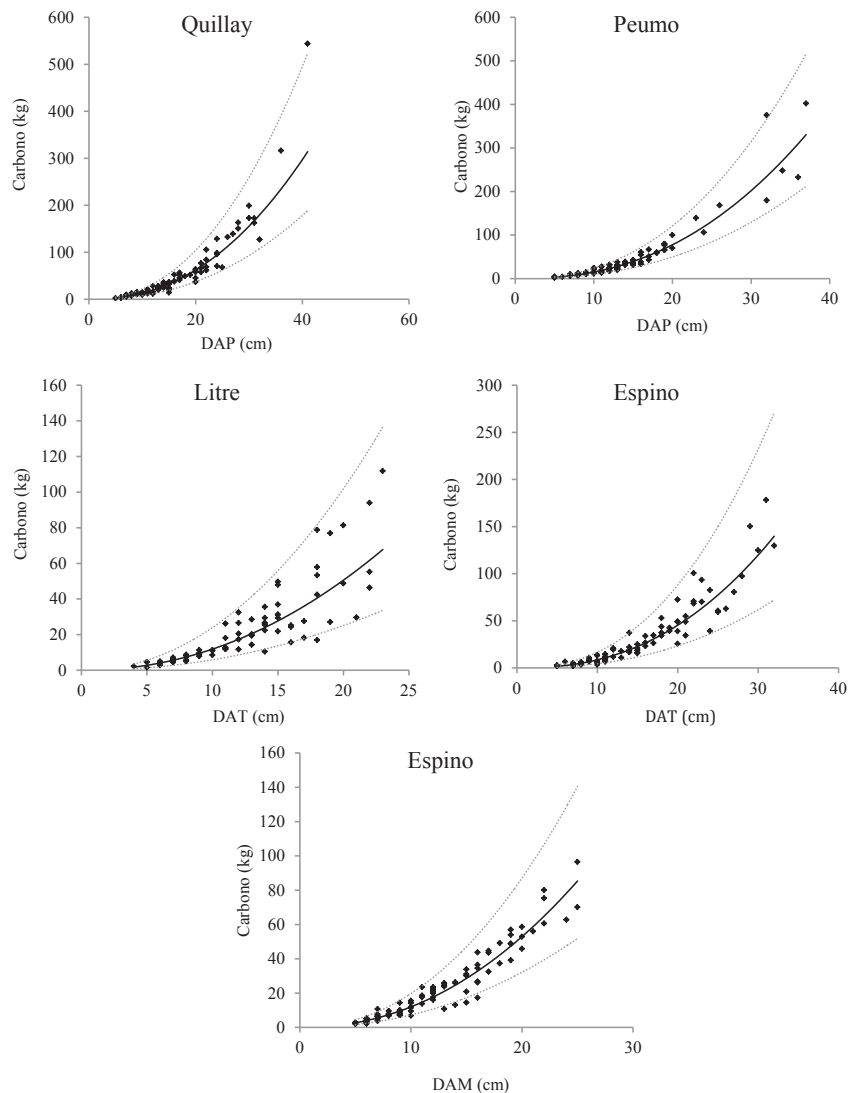 Quillay
Carbono (kg)
600
500
400
300
200
100
0
0 20 40 60
DAP (cm)
Peumo
Carbono (kg)
600
500
400
300
200
100
0
0 10 20 30 40
DAP (cm)
Litre
Carbono (kg)
160
140
120
100
80
60
40
20
0
0 5 10 15 20 25
DAT (cm)
Espino
Carbono (kg)
300
250
200
150
100
50
0
0 10 20 30 40
DAT (cm)
Espino
Carbono (kg)
160
140
120
100
80
60
40
20
0
0 10 20 30
DAM (cm)